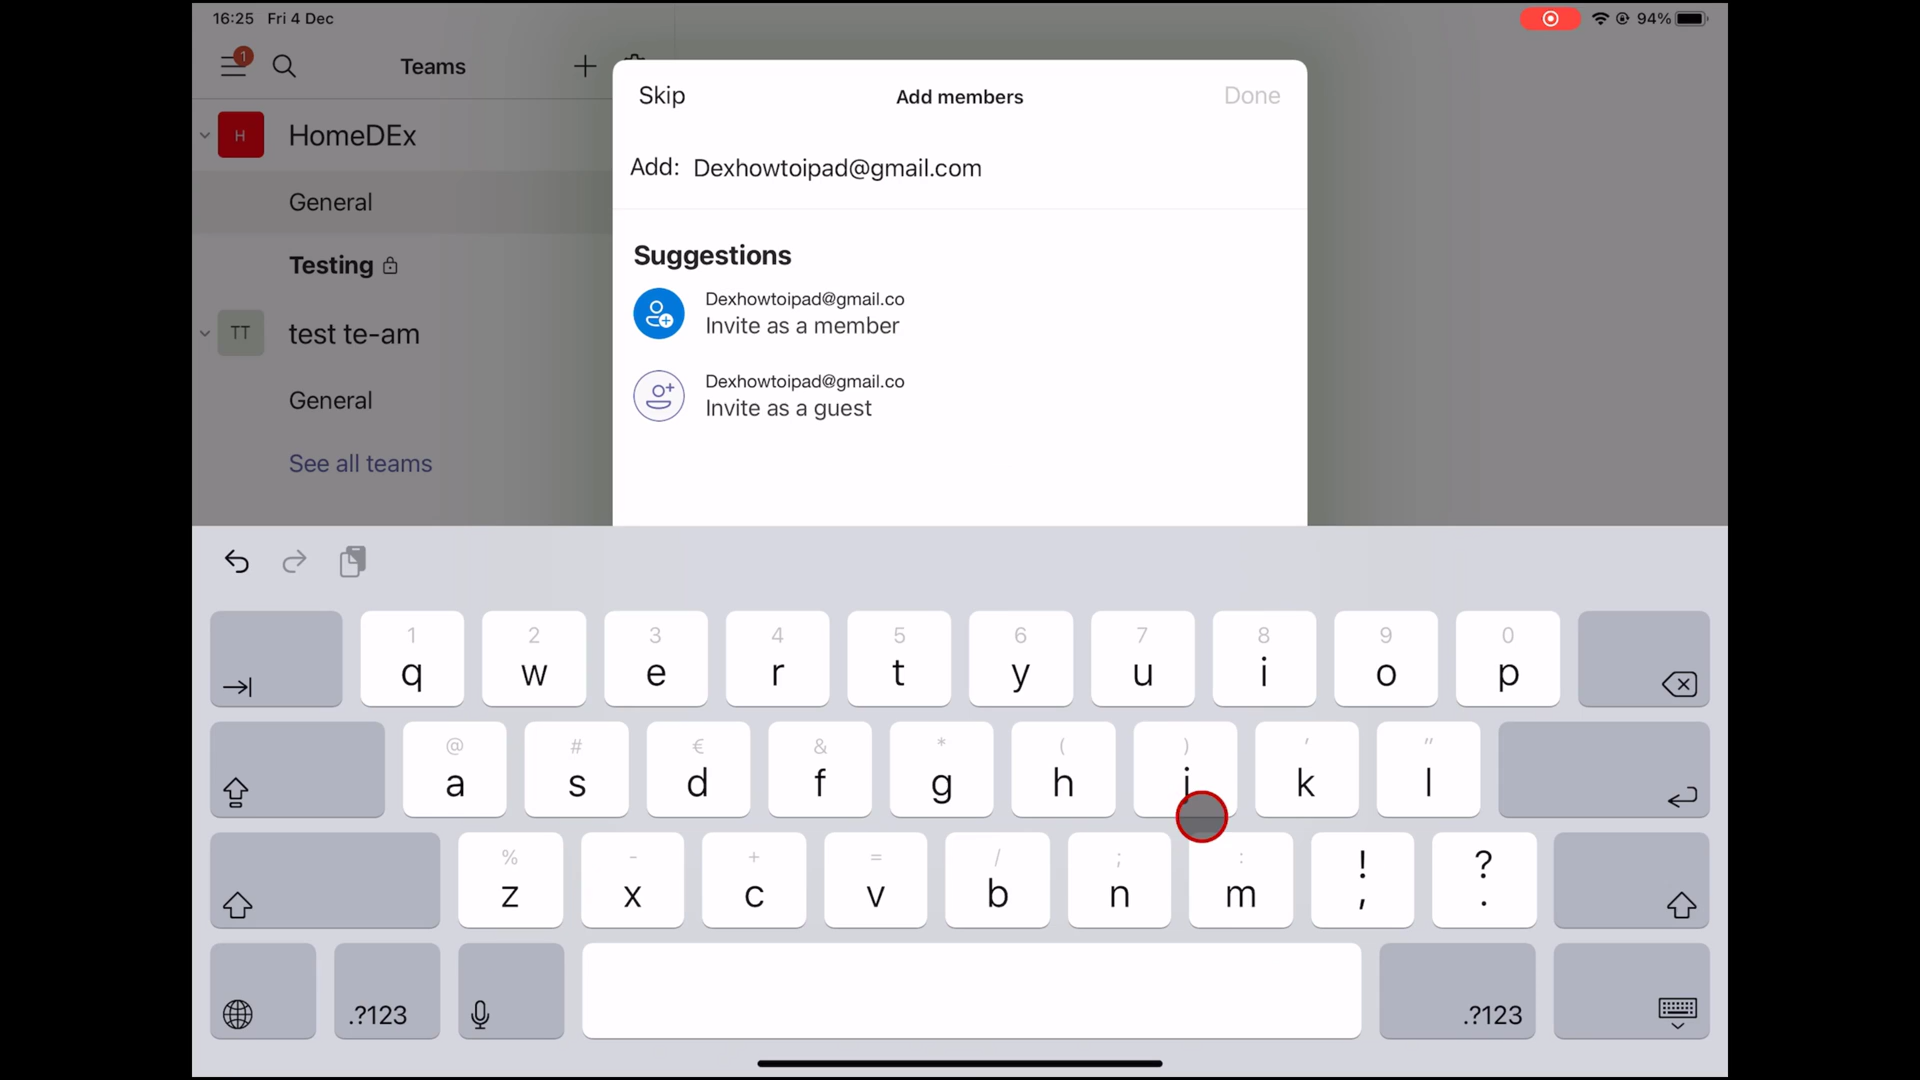 16:25 Fri 4 Dec
94%
1
Teams
Skip
Add members
Done
H
HomeDEx
Add: Dexhowtoipad@gmail.com
General
Suggestions
Testing
Dexhowtoipad@gmail.co
Invite as a member
TT
test te-am
Dexhowtoipad@gmail.co
Invite as a guest
General
See all teams
1 2 3 4 5 6 7 8 9 0
q w e r t y u i o p
@ # € & * ( ) ' "
a s d f g h j k l
% - + = / ; : ! ?
z x c v b n m , .
.?123
.?123